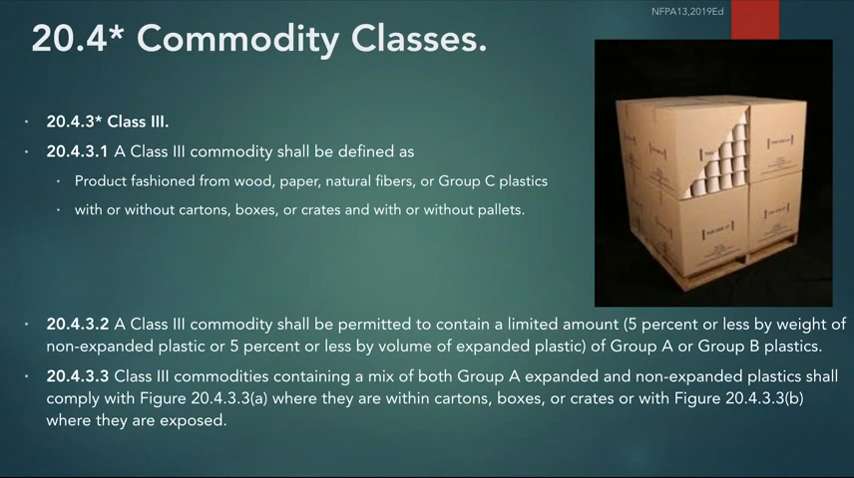 NFPA13,2019Ed
20.4* Commodity Classes.
· 20.4.3* Class III.
· 20.4.3.1 A Class III commodity shall be defined as
· Product fashioned from wood, paper, natural fibers, or Group C plastics
· with or without cartons, boxes, or crates and with or without pallets.
· 20.4.3.2 A Class III commodity shall be permitted to contain a limited amount (5 percent or less by weight of
non-expanded plastic or 5 percent or less by volume of expanded plastic) of Group A or Group B plastics.
· 20.4.3.3 Class III commodities containing a mix of both Group A expanded and non-expanded plastics shall
comply with Figure 20.4.3.3(a) where they are within cartons, boxes, or crates or with Figure 20.4.3.3(b)
where they are exposed.